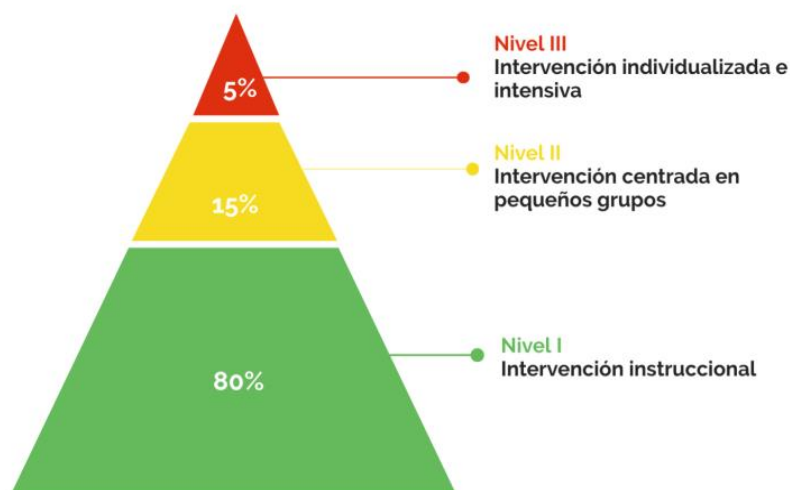 5%
Nivel III
Intervención individualizada e
intensiva
15%
Nivel II
Intervención centrada en
pequeños grupos
80%
Nivel I
Intervención instruccional